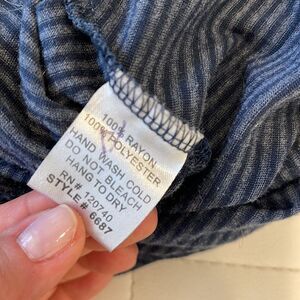 100% RAYON
100% POLYESTER
HAND WASH COLD
DO NOT BLEACH
HANG TO DRY
RN# 120740
STYLE# 6687